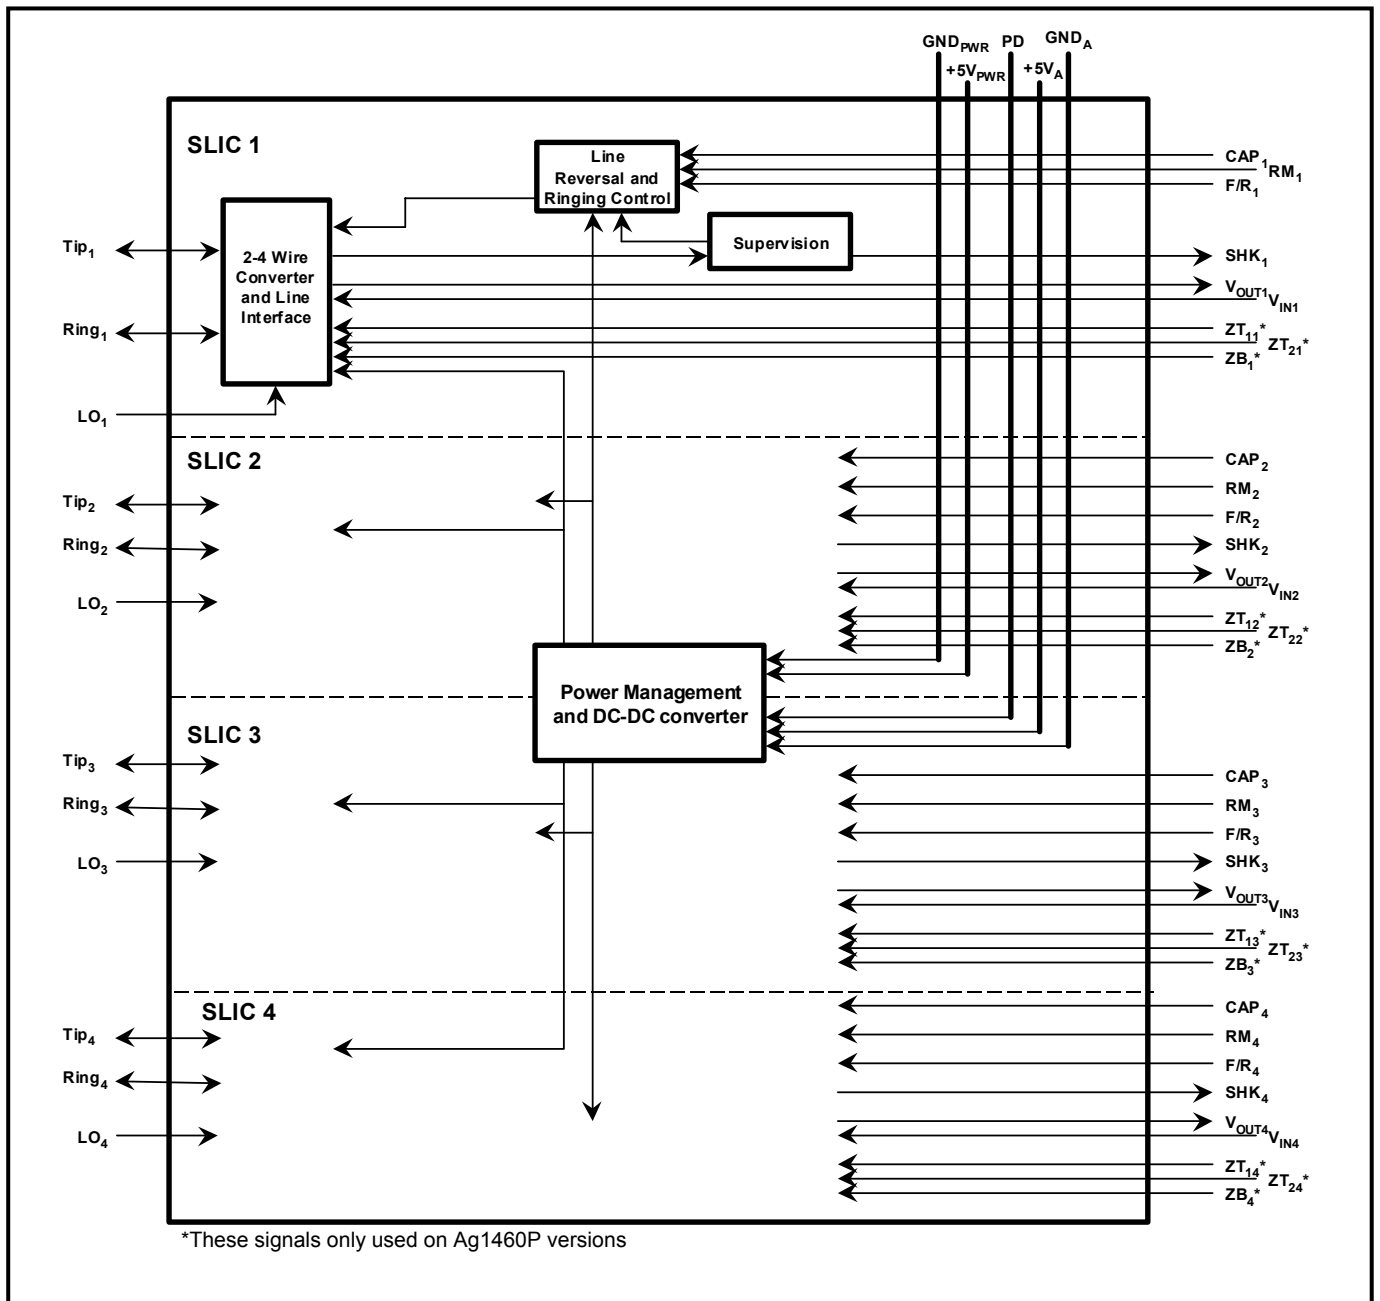 GND_PWR PD GND_A
+5V_PWR +5V_A
SLIC 1
Line
Reversal and
Ringing Control
CAP_1
RM_1
F/R_1
Supervision
Tip_1
2-4 Wire
Converter
and Line
Interface
SHK_1
V_OUT1
V_IN1
Ring_1
ZT_11*
ZT_21*
ZB_1*
LO_1
SLIC 2
CAP_2
RM_2
Tip_2
F/R_2
Ring_2
SHK_2
V_OUT2
V_IN2
LO_2
ZT_12*
ZT_22*
ZB_2*
Power Management
and DC-DC converter
SLIC 3
Tip_3
CAP_3
Ring_3
RM_3
F/R_3
LO_3
SHK_3
V_OUT3
V_IN3
ZT_13*
ZT_23*
ZB_3*
SLIC 4
CAP_4
Tip_4
RM_4
F/R_4
Ring_4
SHK_4
V_OUT4
V_IN4
LO_4
ZT_14*
ZT_24*
ZB_4*
*These signals only used on Ag1460P versions